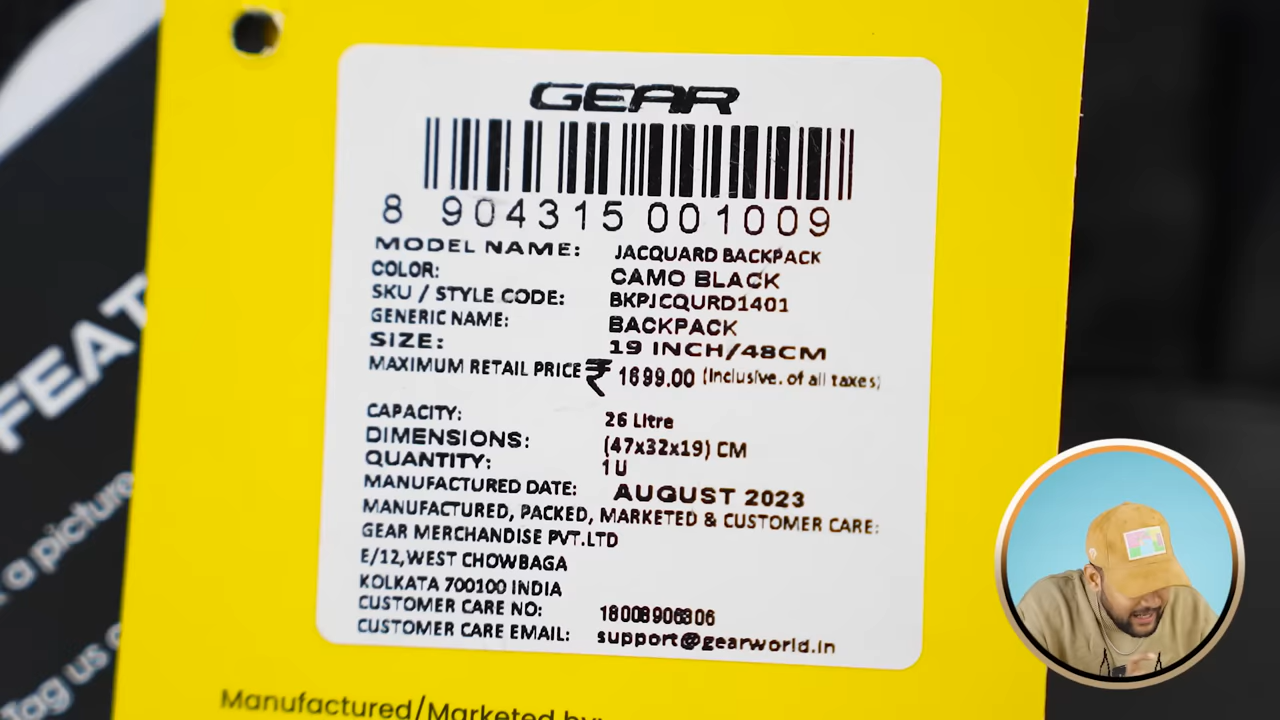 GEAR
8 904315 001009
MODEL NAME: JACQUARD BACKPACK
COLOR: CAMO BLACK
SKU / STYLE CODE: BKPJCQURD1401
GENERIC NAME: BACKPACK
SIZE: 19 INCH/48CM
MAXIMUM RETAIL PRICE ₹ 1699.00 (Inclusive. of all taxes)
CAPACITY: 26 Litre
DIMENSIONS: (47x32x19) CM
QUANTITY: 1 U
MANUFACTURED DATE: AUGUST 2023
MANUFACTURED, PACKED, MARKETED & CUSTOMER CARE:
GEAR MERCHANDISE PVT.LTD
E/12,WEST CHOWBAGA
KOLKATA 700100 INDIA
CUSTOMER CARE NO:
CUSTOMER CARE EMAIL: support@gearworld.in
Manufactured/Marketed by:
FEAT
a picture
Tag us